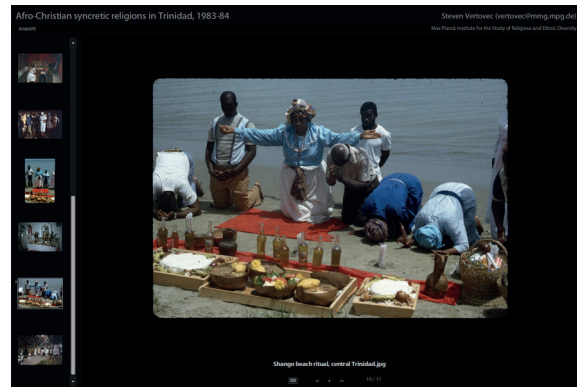 Afro-Christian syncretic religions in Trinidad, 1983-84
Steven Vertovec (vertovec@mmg.mpg.de)
Ansicht
Max Planck Institute for the Study of Religious and Ethnic Diversity
Shango beach ritual, central Trinidad.jpg
10 / 11